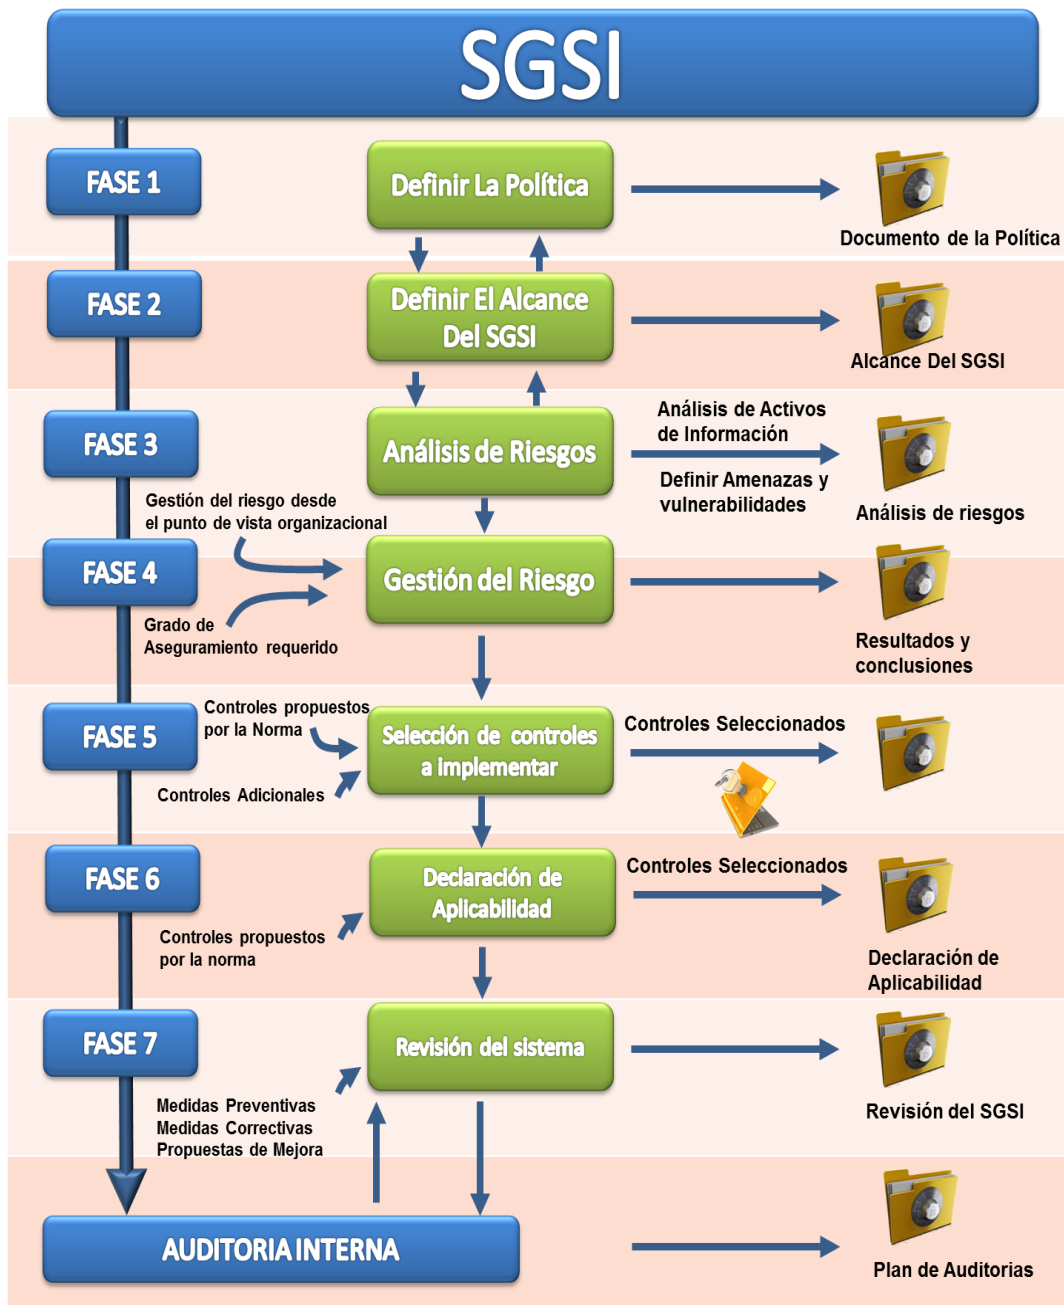 SGSI
FASE 1
Definir La Política
Documento de la Política
FASE 2
Definir El Alcance
Del SGSI
Alcance Del SGSI
FASE 3
Análisis de Riesgos
Análisis de Activos
de Información
Definir Amenazas y
vulnerabilidades
Análisis de riesgos
Gestión del riesgo desde
el punto de vista organizacional
FASE 4
Gestión del Riesgo
Grado de
Aseguramiento requerido
Resultados y
conclusiones
FASE 5
Controles propuestos
por la Norma
Controles Adicionales
Selección de controles
a implementar
Controles Seleccionados
FASE 6
Declaración de
Aplicabilidad
Controles Seleccionados
Controles propuestos
por la norma
Declaración de
Aplicabilidad
FASE 7
Revisión del sistema
Medidas Preventivas
Medidas Correctivas
Propuestas de Mejora
Revisión del SGSI
AUDITORIA INTERNA
Plan de Auditorias